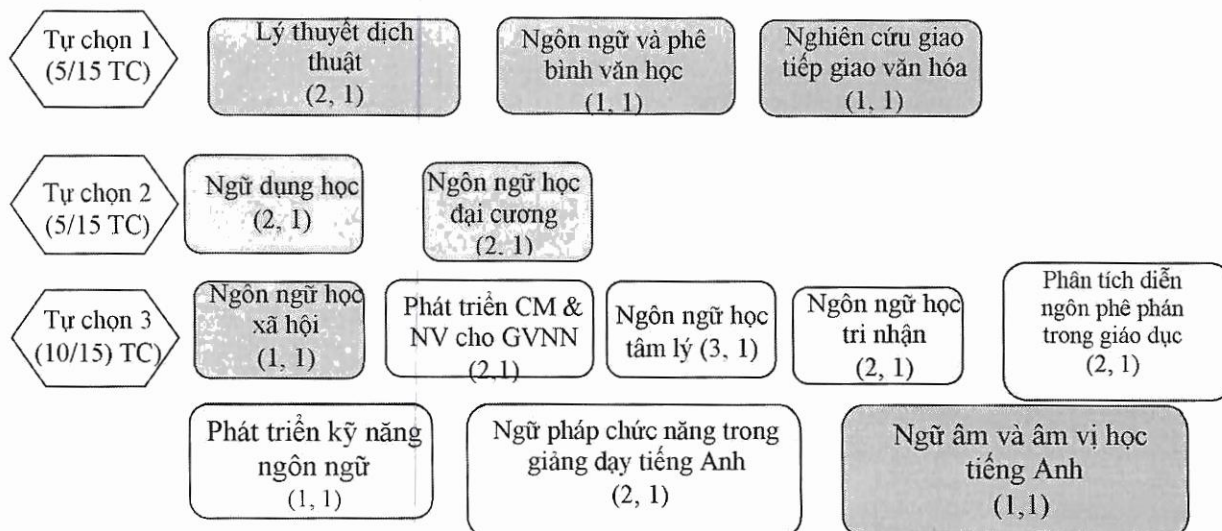 Tự chọn 1
(5/15 TC)
Lý thuyết dịch
thuật
(2, 1)
Ngôn ngữ và phê
bình văn học
(1, 1)
Nghiên cứu giao
tiếp giao văn hóa
(1, 1)
Tự chọn 2
(5/15 TC)
Ngữ dụng học
(2, 1)
Ngôn ngữ học
đại cương
(2, 1)
Tự chọn 3
(10/15) TC)
Ngôn ngữ học
xã hội
(1, 1)
Phát triển CM &
NV cho GVNN
(2,1)
Ngôn ngữ học
tâm lý (3, 1)
Ngôn ngữ học
tri nhận
(2, 1)
Phân tích diễn
ngôn phê phán
trong giáo dục
(2, 1)
Phát triển kỹ năng
ngôn ngữ
(1, 1)
Ngữ pháp chức năng trong
giảng dạy tiếng Anh
(2, 1)
Ngữ âm và âm vị học
tiếng Anh
(1,1)